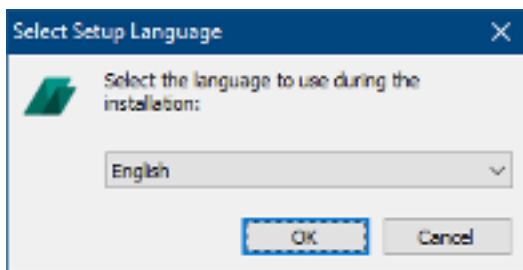 Select Setup Language
Select the language to use during the
installation:
English
OK
Cancel